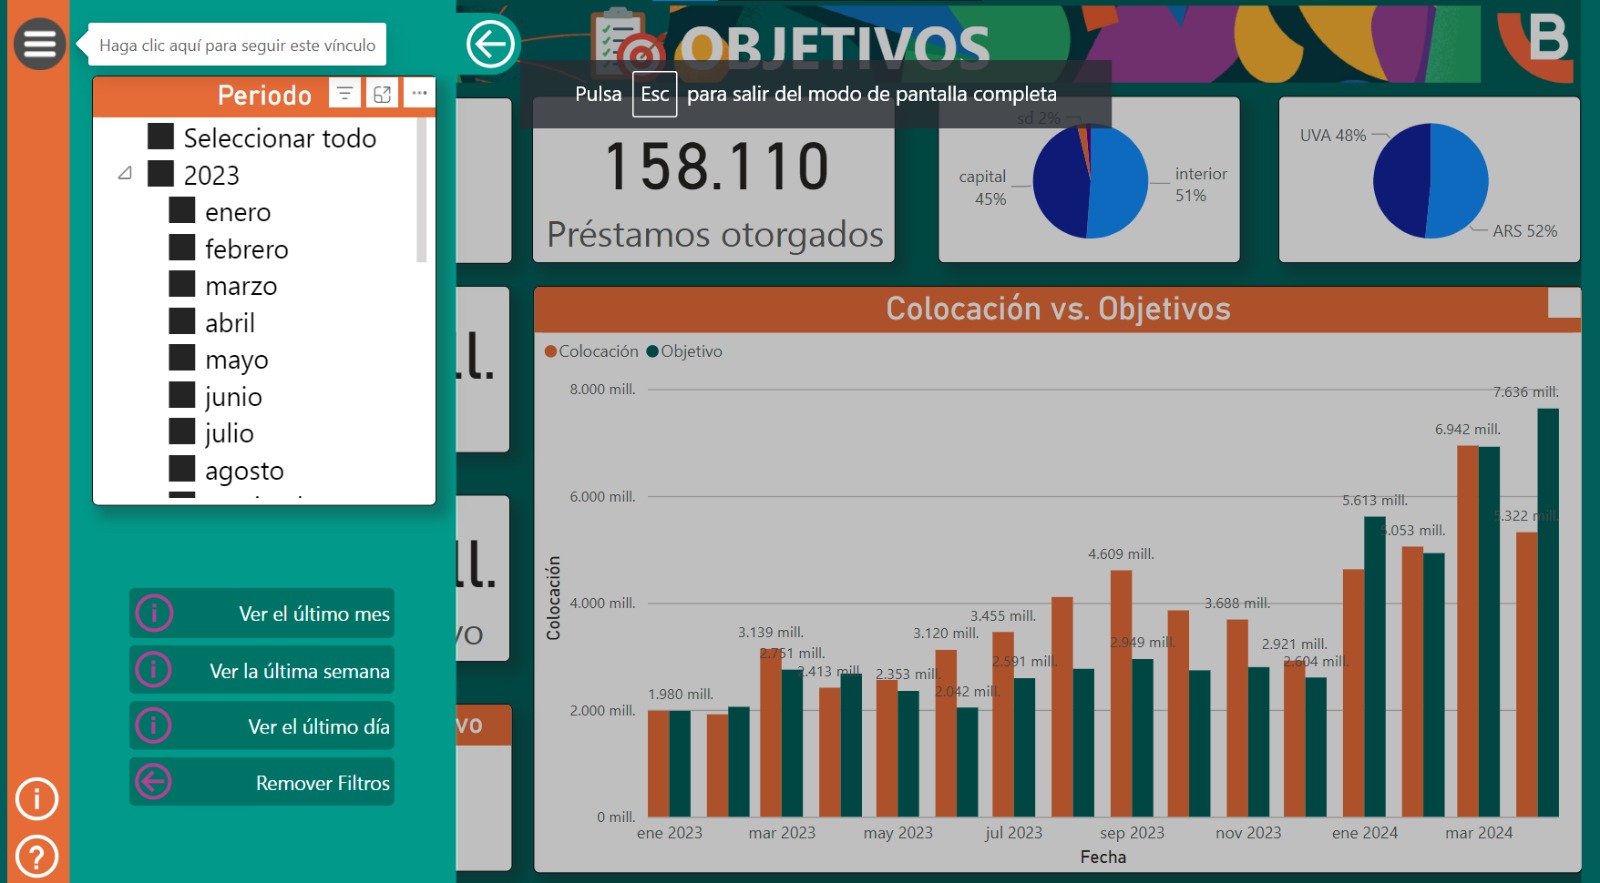 Haga clic aquí para seguir este vínculo
OBJETIVOS
B
Pulsa Esc para salir del modo de pantalla completa
Periodo
Seleccionar todo
2023
enero
febrero
marzo
abril
mayo
junio
julio
agosto
Ver el último mes
Ver la última semana
Ver el último día
Remover Filtros
ll.
ll.
vo
vo
158.110
Préstamos otorgados
sd 2%
capital
45%
interior
51%
UVA 48%
ARS 52%
Colocación vs. Objetivos
Colocación Objetivo
Colocación
8.000 mill.
6.000 mill.
4.000 mill.
2.000 mill.
0 mill.
1.980 mill.
3.139 mill.
2.751 mill.
2.413 mill.
2.353 mill.
3.120 mill.
2.042 mill.
3.455 mill.
2.591 mill.
4.609 mill.
2.949 mill.
3.688 mill.
2.921 mill.
2.604 mill.
5.613 mill.
5.053 mill.
6.942 mill.
7.636 mill.
5.322 mill.
ene 2023 mar 2023 may 2023 jul 2023 sep 2023 nov 2023 ene 2024 mar 2024
Fecha